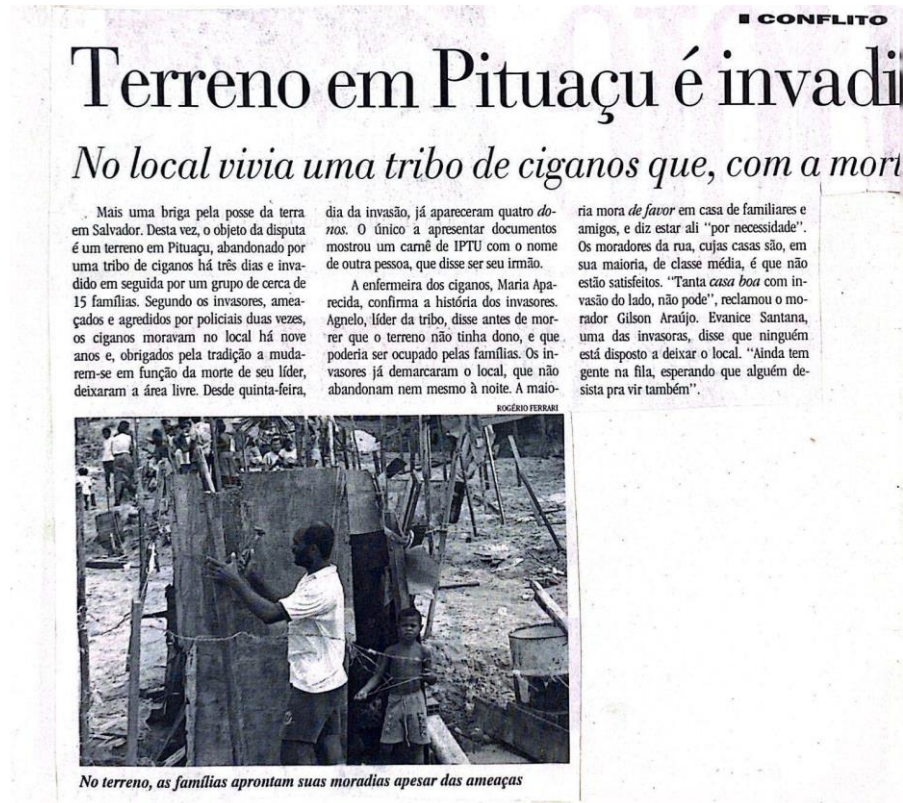 CONFLITO
Terreno em Pituaçu é invadi
No local vivia uma tribo de ciganos que, com a mort
Mais uma briga pela posse da terra
em Salvador. Desta vez, o objeto da disputa
é um terreno em Pituaçu, abandonado por
uma tribo de ciganos há três dias e inva-
dido em seguida por um grupo de cerca de
15 famílias. Segundo os invasores, amea-
çados e agredidos por policiais duas vezes,
os ciganos moravam no local há nove
anos e, obrigados pela tradição a muda-
rem-se em função da morte de seu líder,
deixaram a área livre. Desde quinta-feira,
dia da invasão, já apareceram quatro do-
nos. O único a apresentar documentos
mostrou um carnê de IPTU com o nome
de outra pessoa, que disse ser seu irmão.
A enfermeira dos ciganos, Maria Apa-
recida, confirma a história dos invasores.
Agnelo, líder da tribo, disse antes de mor-
rer que o terreno não tinha dono, e que
poderia ser ocupado pelas famílias. Os in-
vasores já demarcaram o local, que não
abandonam nem mesmo à noite. A maio-
ria mora de favor em casa de familiares e
amigos, e diz estar ali “por necessidade”.
Os moradores da rua, cujas casas são, em
sua maioria, de classe média, é que não
estão satisfeitos. “Tanta casa boa com in-
vasão do lado, não pode”, reclamou o mo-
rador Gilson Araújo. Evanice Santana,
uma das invasoras, disse que ninguém
está disposto a deixar o local. “Ainda tem
gente na fila, esperando que alguém de-
sista pra vir também”.
ROGÉRIO FERRARI
No terreno, as famílias aprontam suas moradias apesar das ameaças